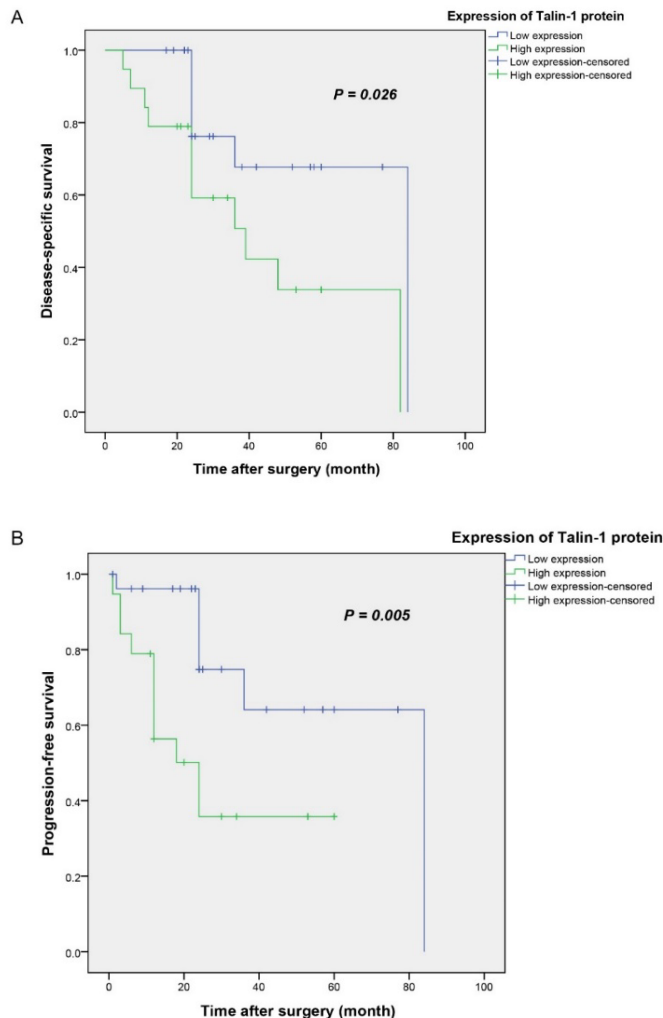 A
Expression of Talin-1 protein
Low expression
High expression
Low expression-censored
High expression-censored
P = 0.026
Disease-specific survival
1.0
0.8
0.6
0.4
0.2
0.0
0 20 40 60 80 100
Time after surgery (month)
B
Expression of Talin-1 protein
Low expression
High expression
Low expression-censored
High expression-censored
P = 0.005
Progression-free survival
1.0
0.8
0.6
0.4
0.2
0.0
0 20 40 60 80 100
Time after surgery (month)